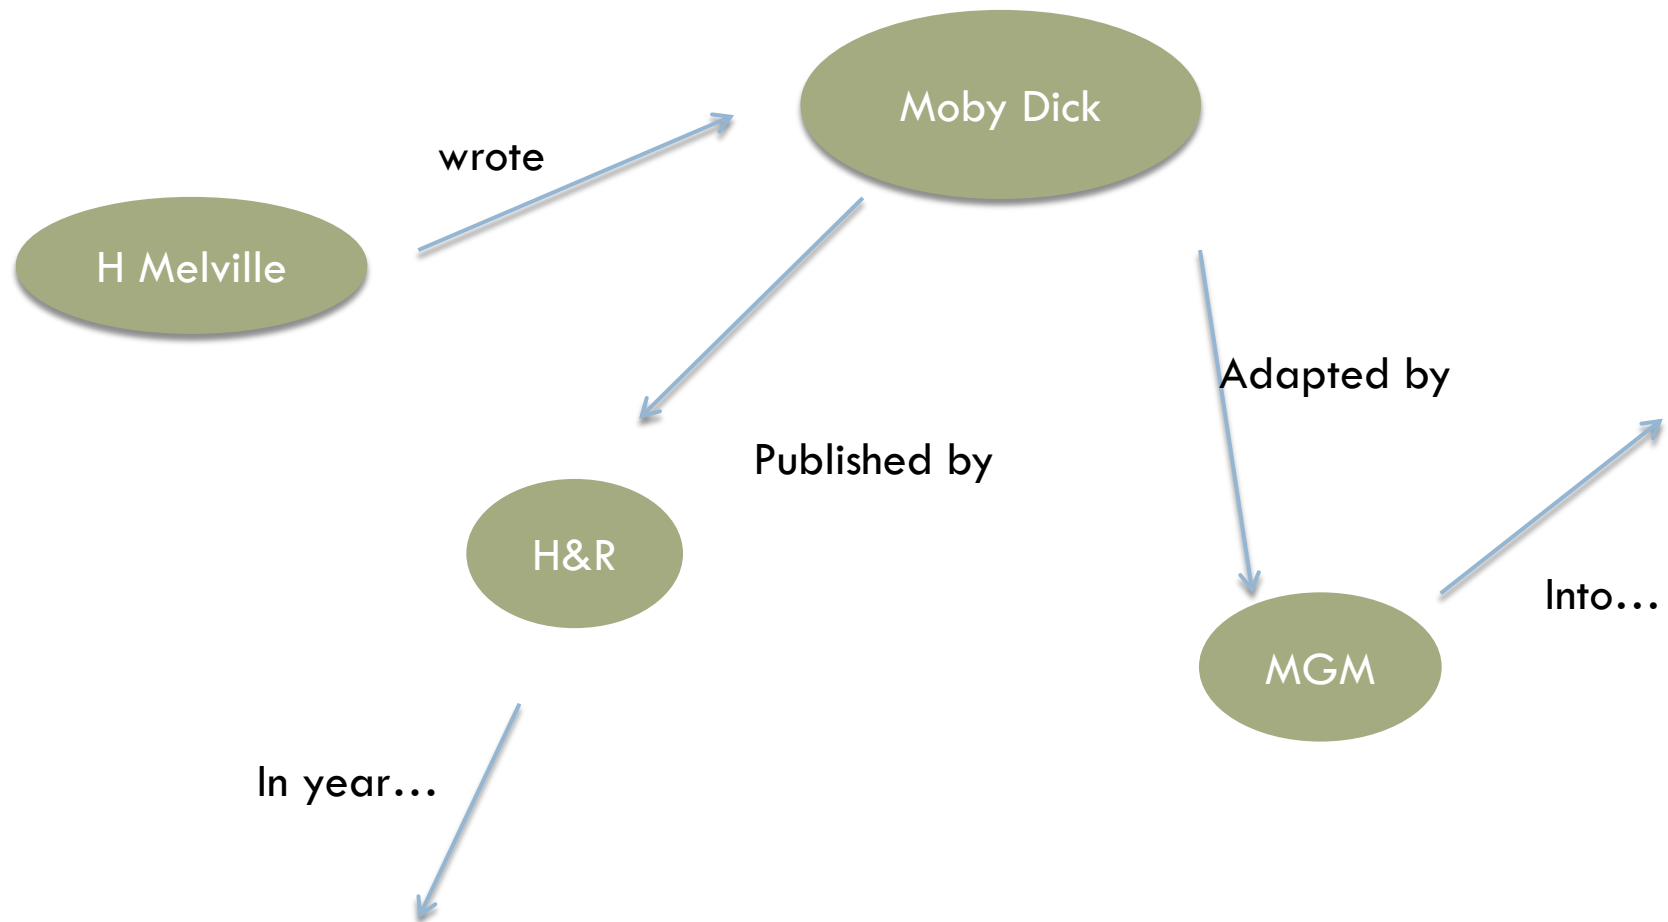 Moby Dick
wrote
H Melville
Adapted by
Published by
H&R
Into...
MGM
In year...